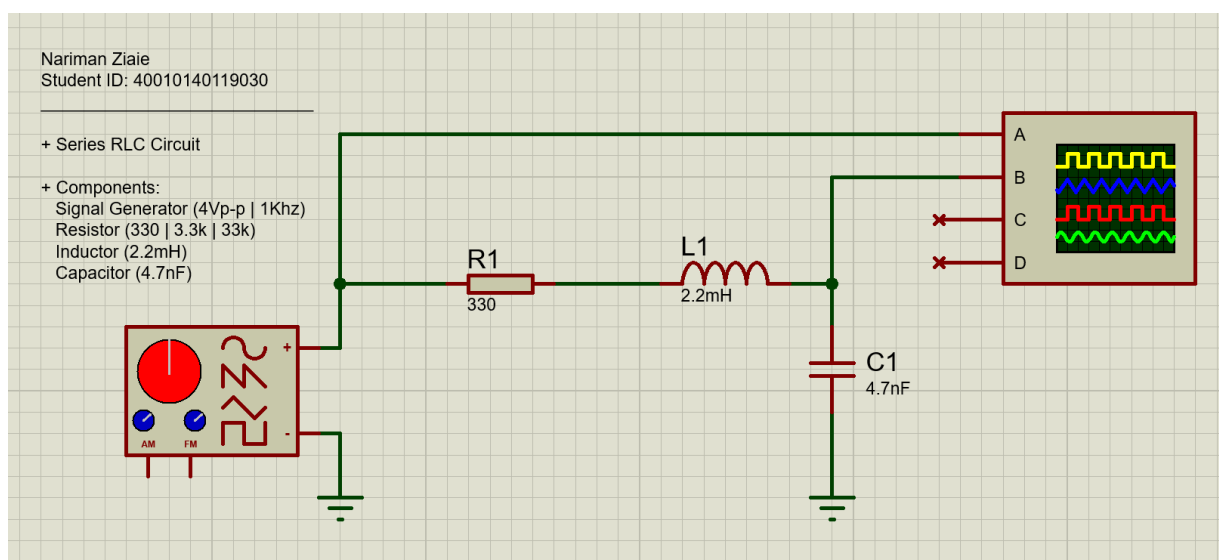 Nariman Ziaie
Student ID: 40010140119030
+ Series RLC Circuit
+ Components:
Signal Generator (4Vp-p | 1Khz)
Resistor (330 | 3.3k | 33k)
Inductor (2.2mH)
Capacitor (4.7nF)
R1
330
L1
2.2mH
C1
4.7nF
A
B
C
D
+
-
AM FM